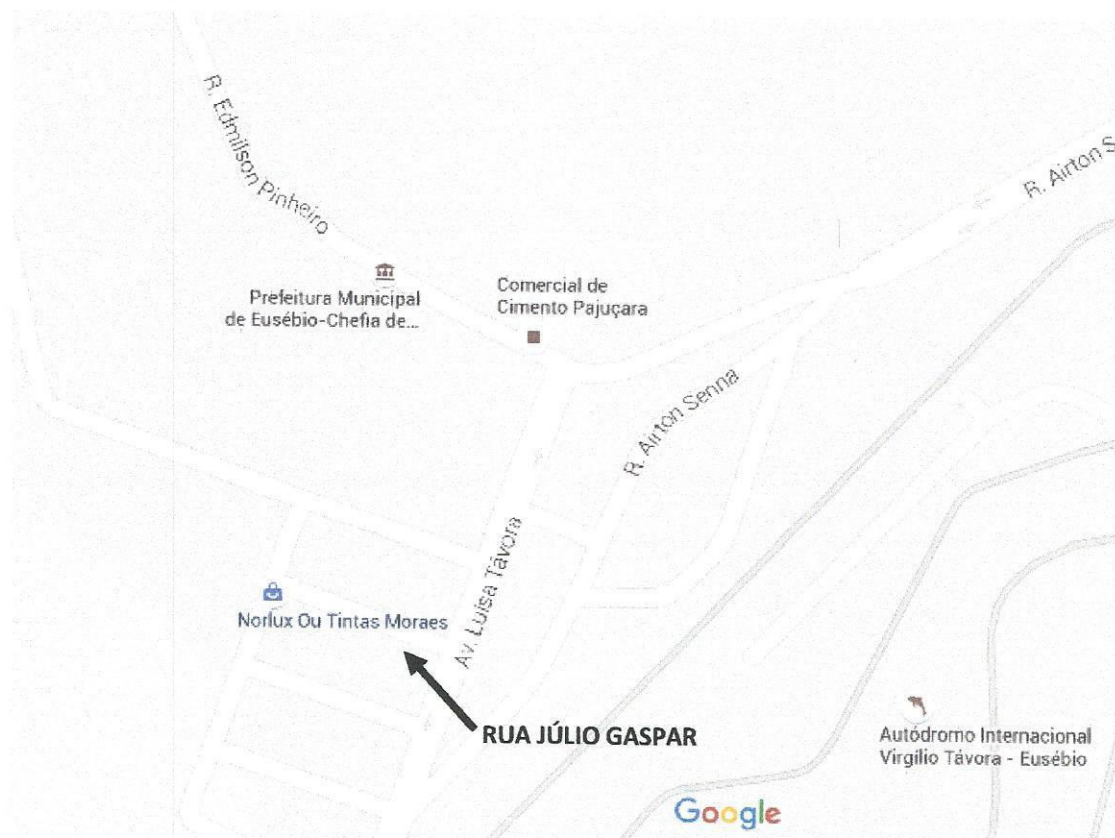 R. Edmilson Pinheiro
R. Airton S
Prefeitura Municipal
de Eusébio-Chefia de...
Comercial de
Cimento Pajuçara
R. Airton Senna
Av. Luisa Távora
Norlux Ou Tintas Moraes
RUA JÚLIO GASPAR
Autódromo Internacional
Virgilio Távora - Eusébio
Google